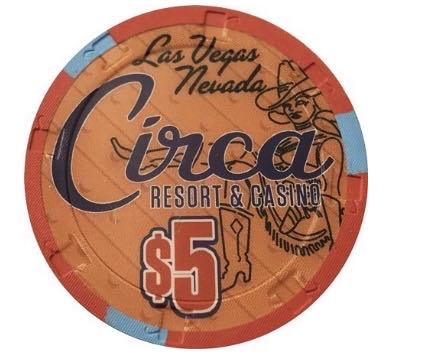 Las Vegas
Nevada
Circa
RESORT & CASINO
$5